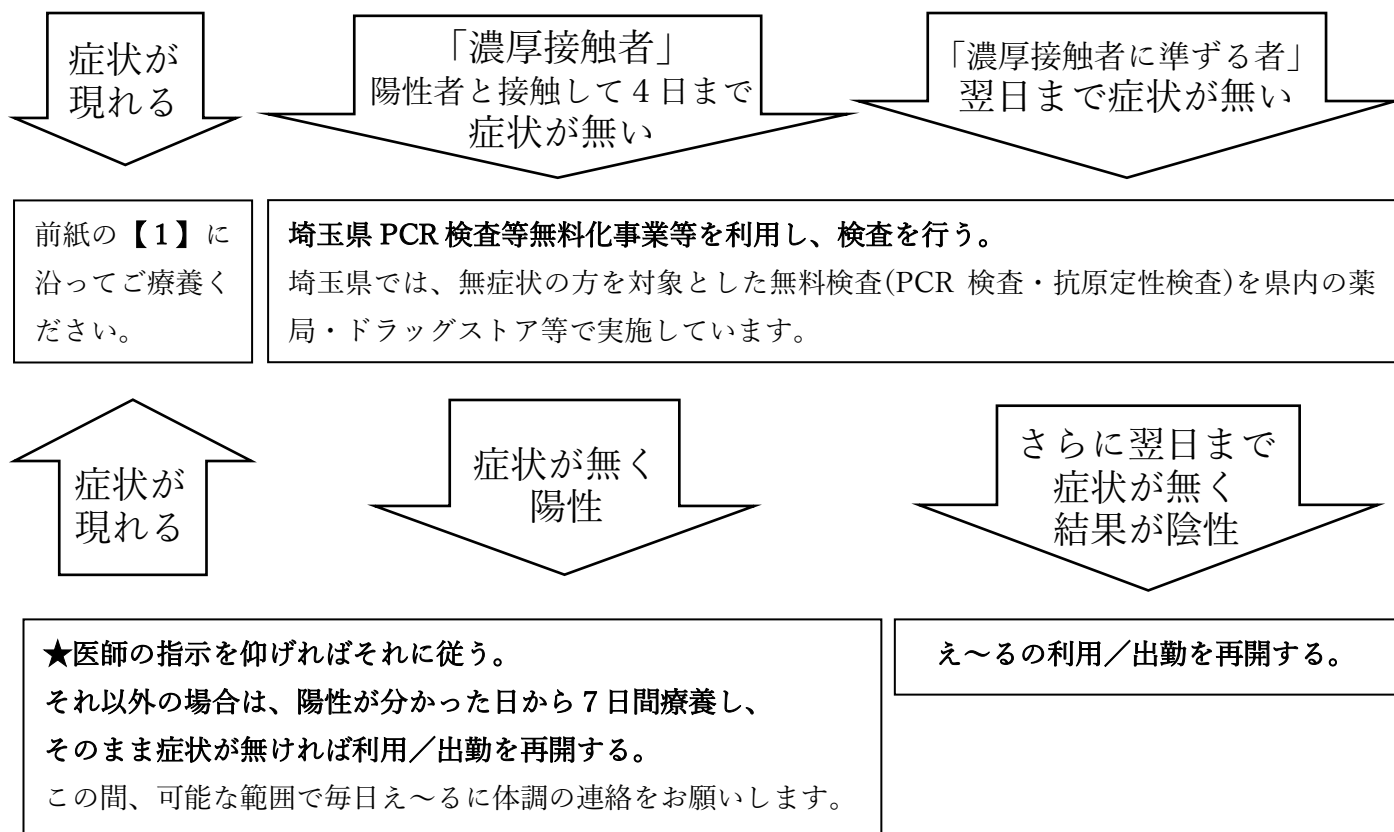 症状が
現れる
「濃厚接触者」
陽性者と接触して４日まで
症状が無い
「濃厚接触者に準ずる者」
翌日まで症状が無い
前紙の【１】に
沿ってご療養く
ださい。
埼玉県 PCR 検査等無料化事業等を利用し、検査を行う。
埼玉県では、無症状の方を対象とした無料検査(PCR 検査・抗原定性検査)を県内の薬
局・ドラッグストア等で実施しています。
症状が
現れる
症状が無く
陽性
さらに翌日まで
症状が無く
結果が陰性
★医師の指示を仰げればそれに従う。
それ以外の場合は、陽性が分かった日から７日間療養し、
そのまま症状が無ければ利用／出勤を再開する。
この間、可能な範囲で毎日え～るに体調の連絡をお願いします。
え～るの利用／出勤を再開する。